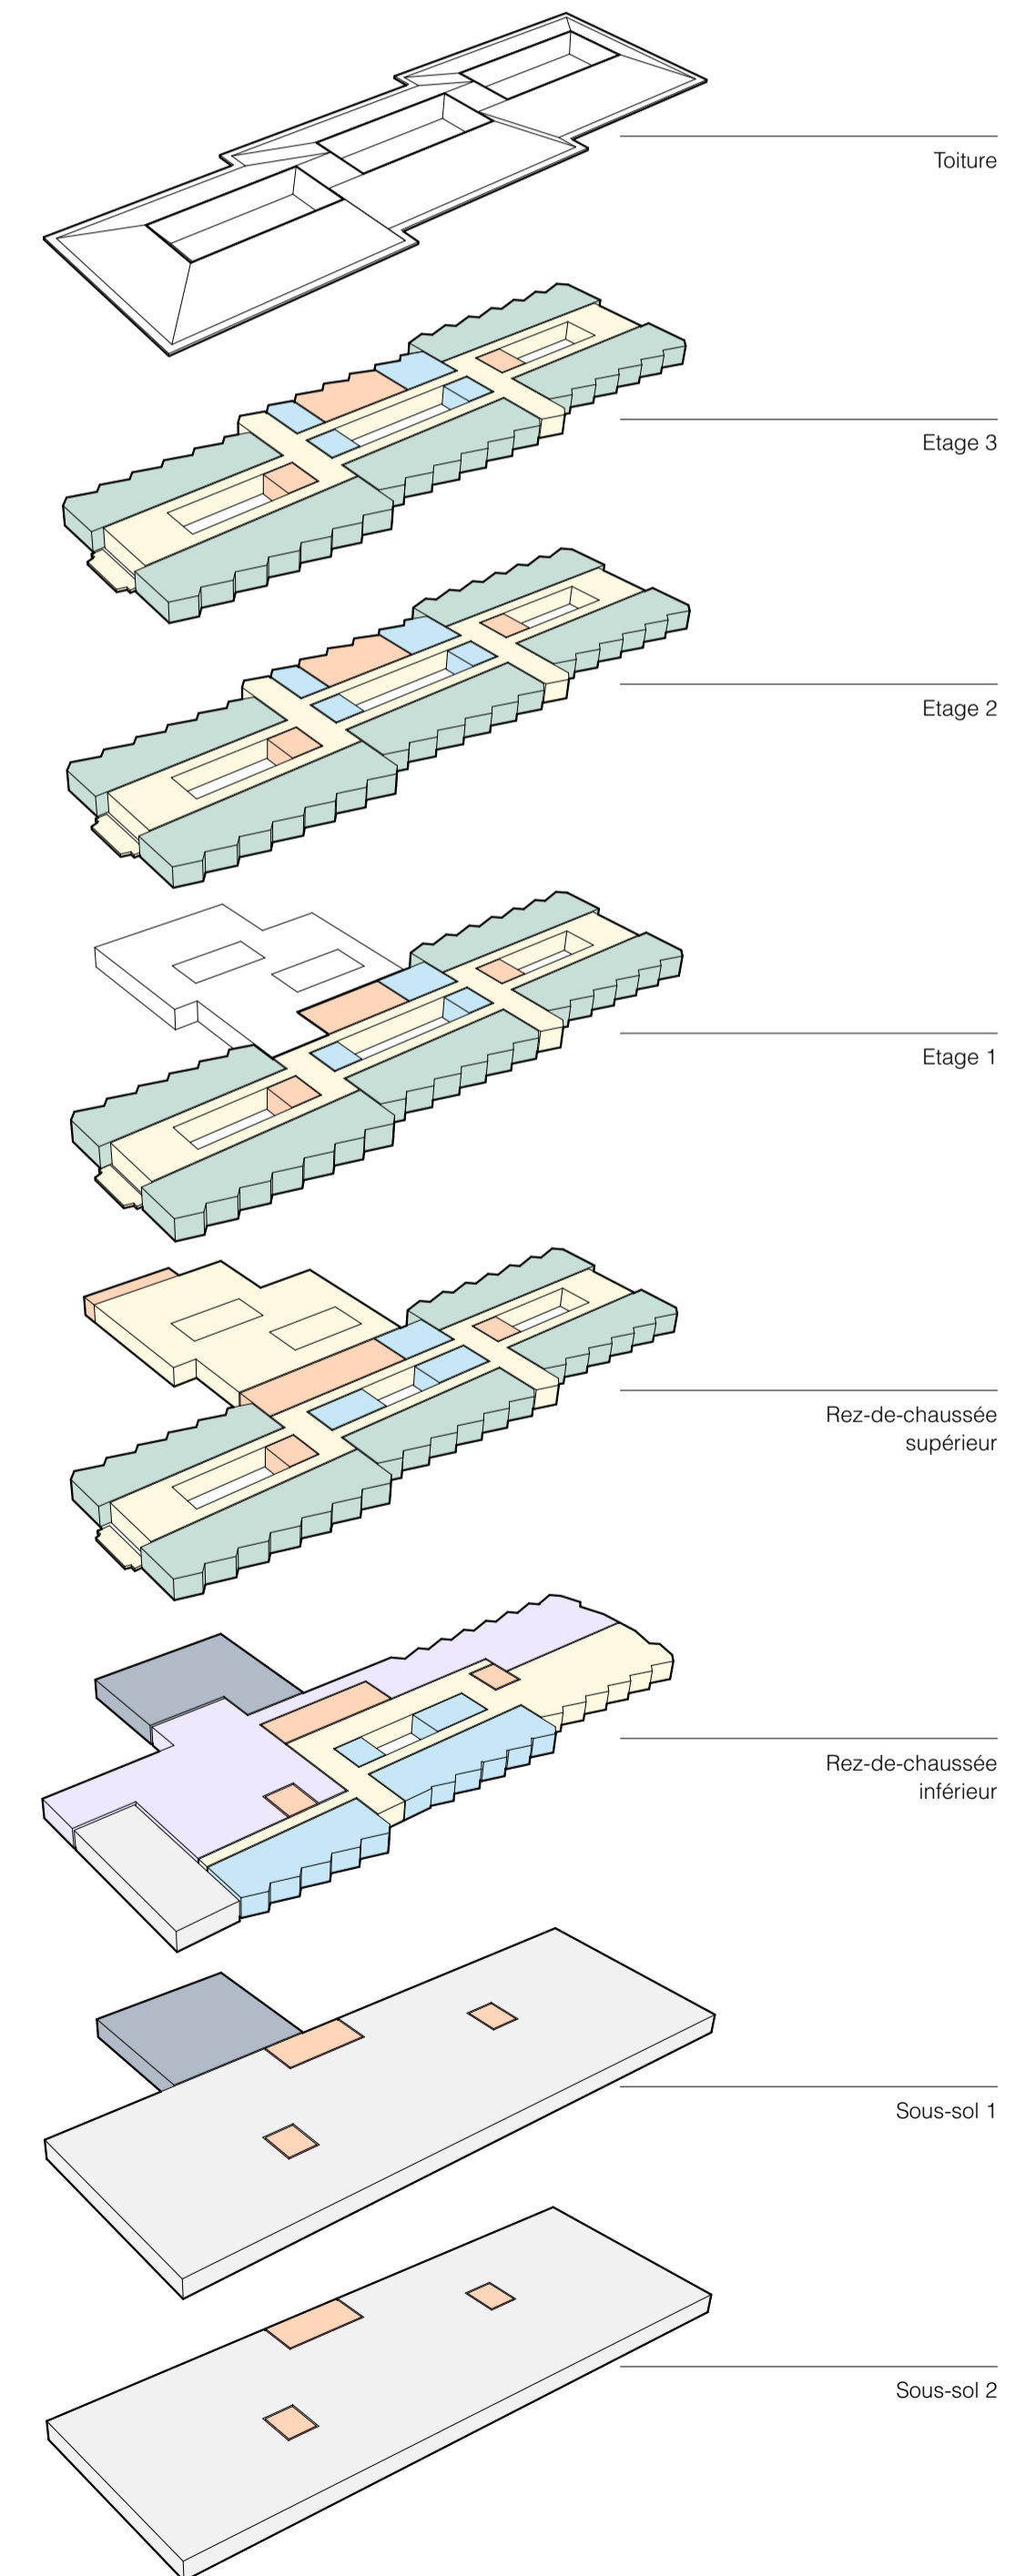 Toiture
Etage 3
Etage 2
Etage 1
Rez-de-chaussée
supérieur
Rez-de-chaussée
inférieur
Sous-sol 1
Sous-sol 2